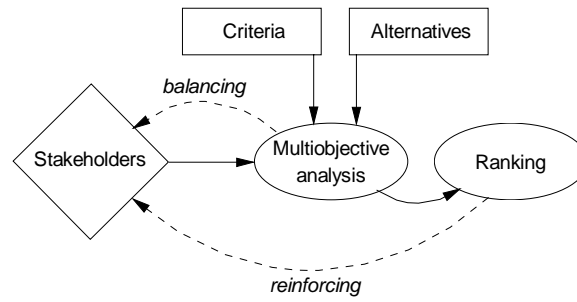 Criteria
Alternatives
balancing
Stakeholders
Multiobjective
analysis
Ranking
reinforcing